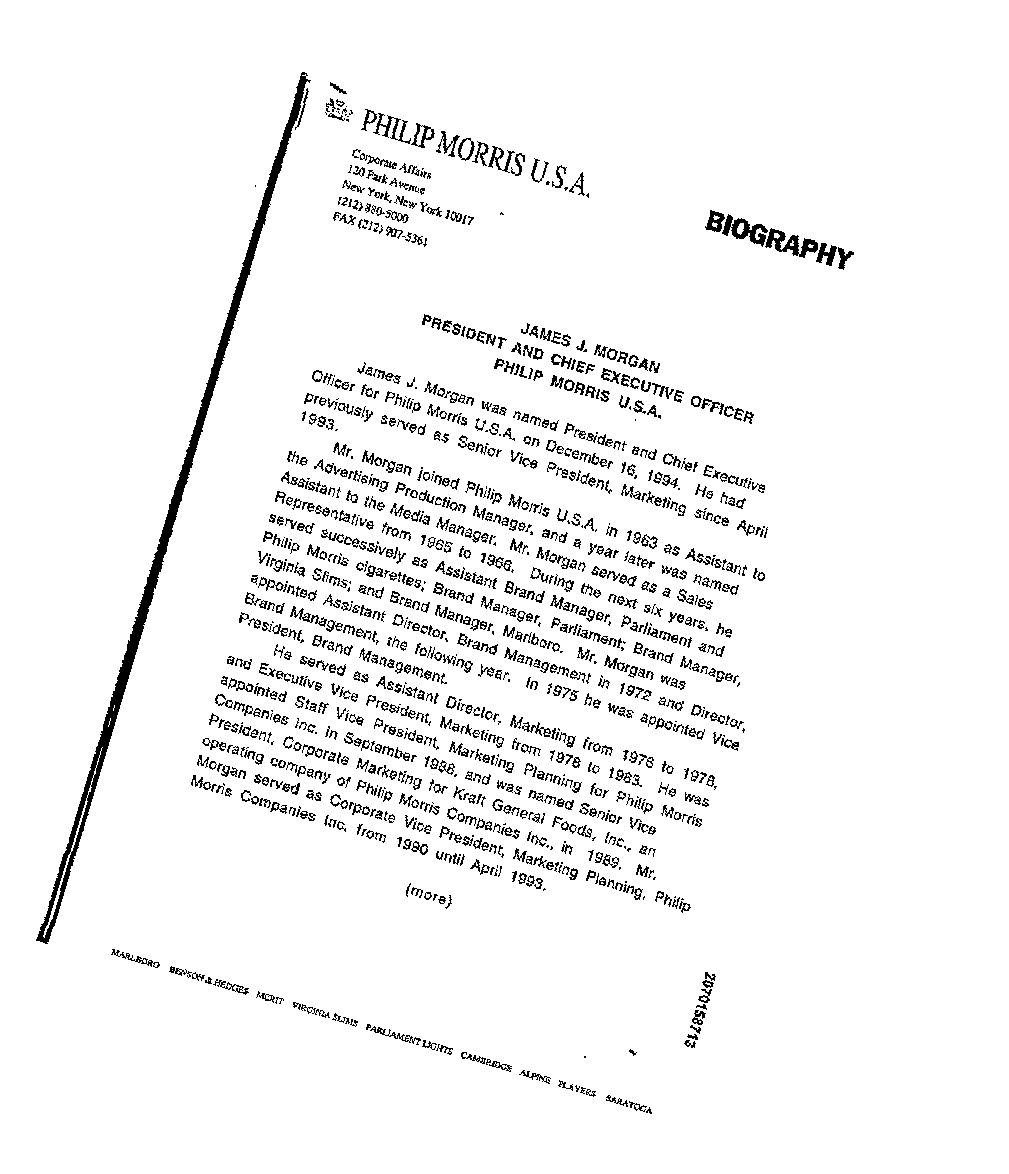 PHILIP MORRIS U.S.A.
Corporate Affairs
120 Park Avenue
New York, New York 10017
(212) 880-5000
FAX (212) 907-5361
BIOGRAPHY
JAMES J. MORGAN
PRESIDENT AND CHIEF EXECUTIVE OFFICER
PHILIP MORRIS U.S.A.
James J. Morgan was named President and Chief Executive
Officer for Philip Morris U.S.A. on December 16, 1994. He had
previously served as Senior Vice President, Marketing since April
1993.
Mr. Morgan joined Philip Morris U.S.A. in 1963 as Assistant to
the Advertising Production Manager, and a year later was named
Assistant to the Media Manager. Mr. Morgan served as a Sales
Representative from 1965 to 1966. During the next six years, he
served successively as Assistant Brand Manager, Parliament and
Philip Morris cigarettes; Brand Manager, Parliament; Brand Manager,
Virginia Slims; and Brand Manager, Marlboro. Mr. Morgan was
appointed Assistant Director, Brand Management in 1972 and Director,
Brand Management, the following year. In 1975 he was appointed Vice
President, Brand Management.
He served as Assistant Director, Marketing from 1976 to 1978,
and Executive Vice President, Marketing from 1978 to 1983. He was
appointed Staff Vice President, Marketing Planning for Philip Morris
Companies Inc. in September 1986, and was named Senior Vice
President, Corporate Marketing for Kraft General Foods, Inc., an
operating company of Philip Morris Companies Inc., in 1989. Mr.
Morgan served as Corporate Vice President, Marketing Planning, Philip
Morris Companies Inc. from 1990 until April 1993.
(more)
2070158713
MARLBORO BENSON & HEDGES MERIT VIRGINIA SLIMS PARLIAMENT LIGHTS CAMBRIDGE ALPINE PLAYERS SARATOGA